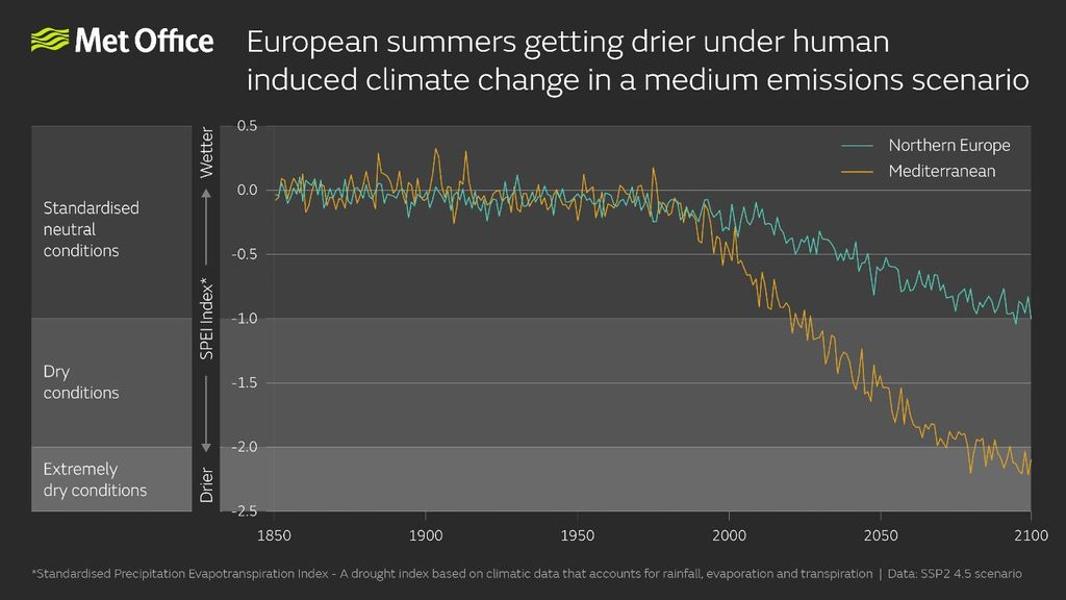 Met Office
European summers getting drier under human
induced climate change in a medium emissions scenario
Standardised
neutral
conditions
Dry
conditions
Extremely
dry conditions
Wetter
SPEI Index*
Drier
0.5
0.0
-0.5
-1.0
-1.5
-2.0
-2.5
Northern Europe
Mediterranean
1850
1900
1950
2000
2050
2100
*Standardised Precipitation Evapotranspiration Index - A drought index based on climatic data that accounts for rainfall, evaporation and transpiration | Data: SSP2 4.5 scenario